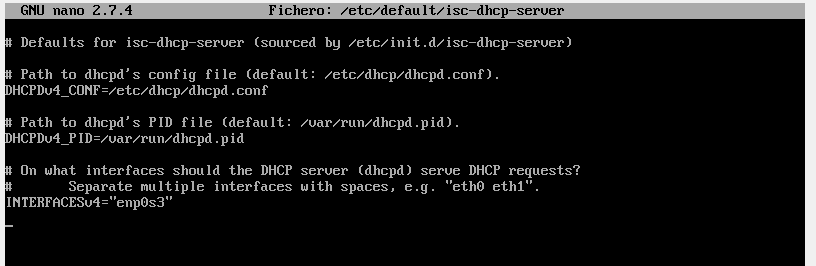 GNU nano 2.7.4 Fichero: /etc/default/isc-dhcp-server
# Defaults for isc-dhcp-server (sourced by /etc/init.d/isc-dhcp-server)
# Path to dhcpd's config file (default: /etc/dhcp/dhcpd.conf).
DHCPDv4_CONF=/etc/dhcp/dhcpd.conf
# Path to dhcpd's PID file (default: /var/run/dhcpd.pid).
DHCPDv4_PID=/var/run/dhcpd.pid
# On what interfaces should the DHCP server (dhcpd) serve DHCP requests?
#       Separate multiple interfaces with spaces, e.g. "eth0 eth1".
INTERFACESv4="enp0s3"